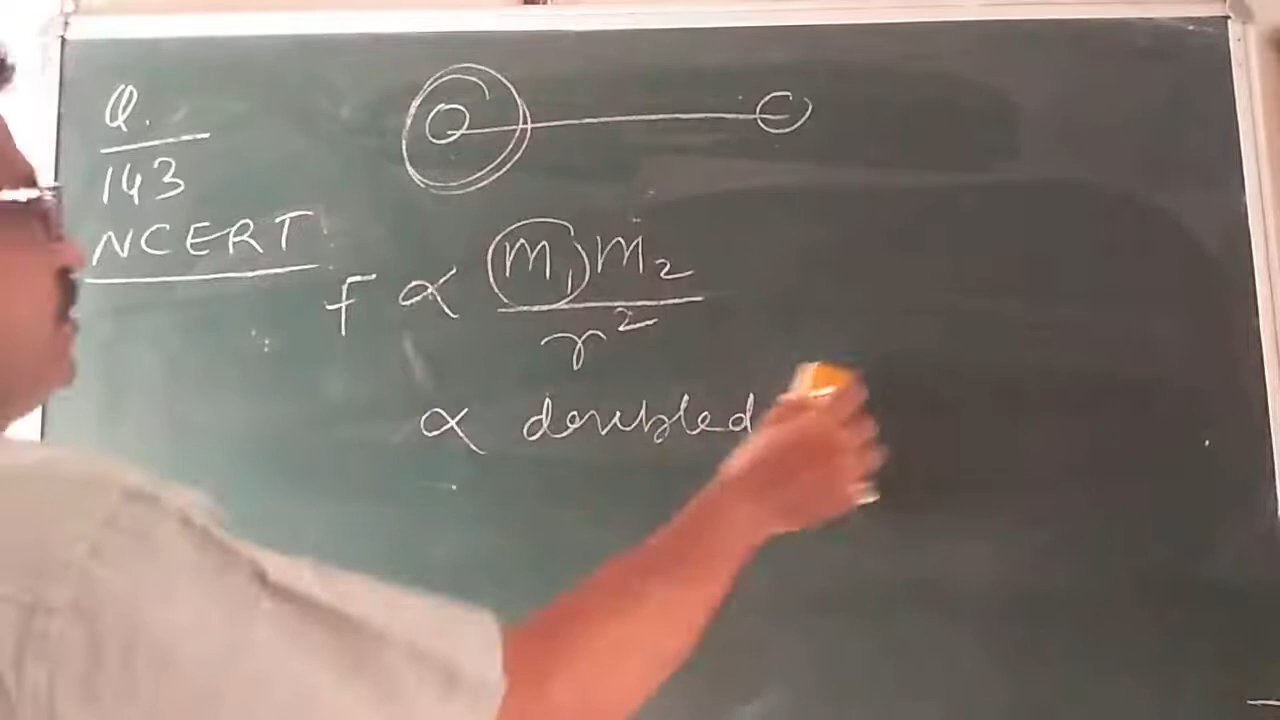 Q.
143
NCERT
F ∝ m₁m₂
r²
∝ doubled